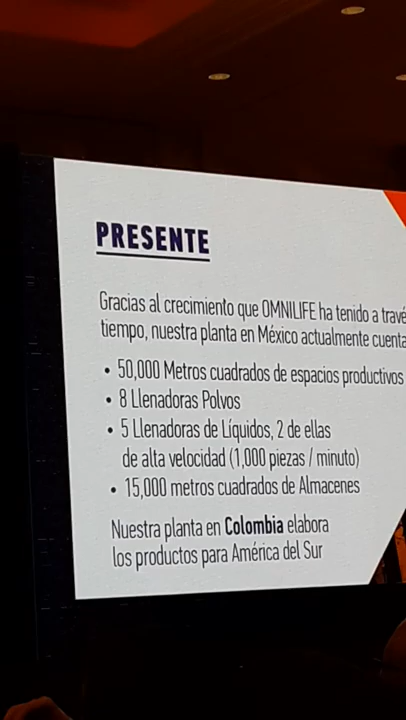 PRESENTE
Gracias al crecimiento que OMNILIFE ha tenido a travé
tiempo, nuestra planta en México actualmente cuenta
• 50,000 Metros cuadrados de espacios productivos
• 8 Llenadoras Polvos
• 5 Llenadoras de Líquidos, 2 de ellas
de alta velocidad (1,000 piezas / minuto)
• 15,000 metros cuadrados de Almacenes
Nuestra planta en Colombia elabora
los productos para América del Sur